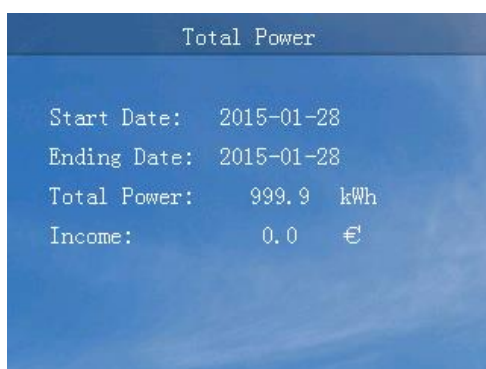 Total Power
Start Date: 2015-01-28
Ending Date: 2015-01-28
Total Power: 999.9 kWh
Income: 0.0 €